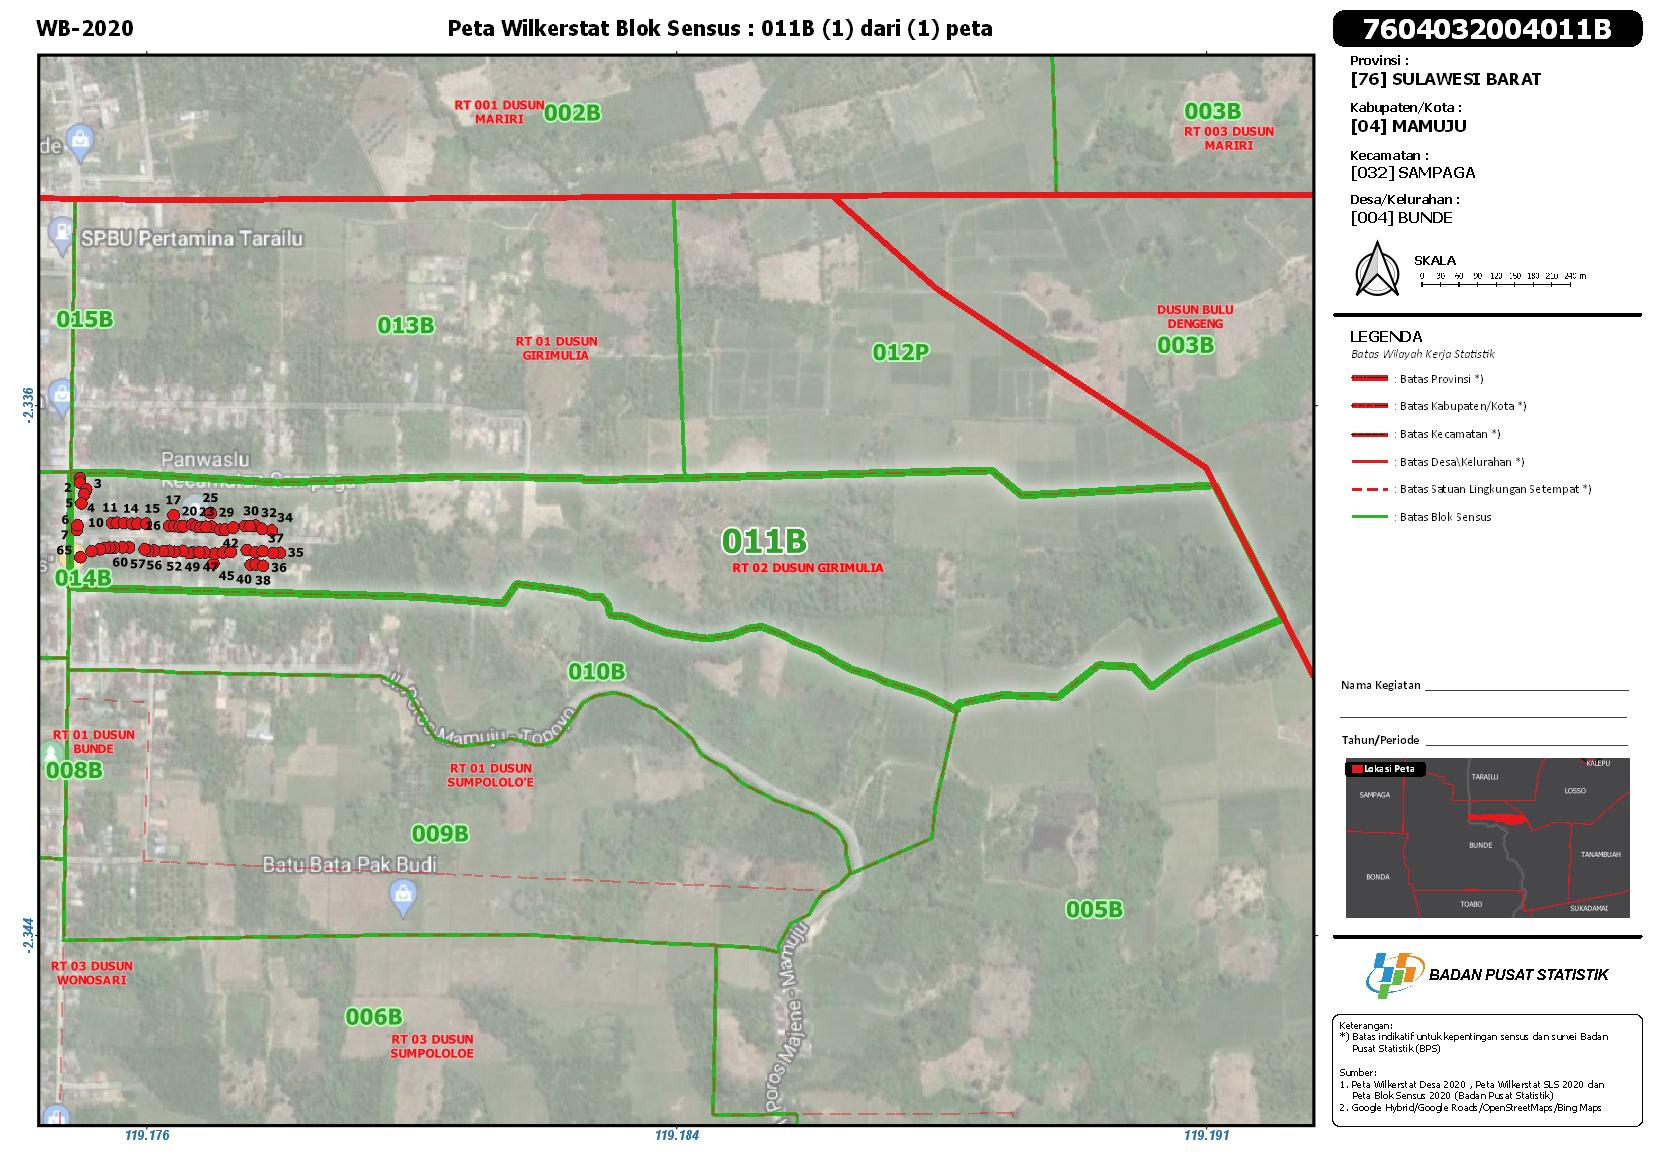 WB-2020
Peta Wilkerstat Blok Sensus : 011B (1) dari (1) peta
7604032004011B
Provinsi :
[76] SULAWESI BARAT
Kabupaten/Kota :
[04] MAMUJU
Kecamatan :
[032] SAMPAGA
Desa/Kelurahan :
[004] BUNDE
SKALA
0 30 60 90 120 150 180 210 240 m
LEGENDA
Batas Wilayah Kerja Statistik
: Batas Provinsi *)
: Batas Kabupaten/Kota *)
: Batas Kecamatan *)
: Batas Desa\Kelurahan *)
: Batas Satuan Lingkungan Setempat *)
: Batas Blok Sensus
Nama Kegiatan
Tahun/Periode
Lokasi Peta
KALEPU
TARAILU
SAMPAGA
LOSSO
BUNDE
TANAMBUAH
BONDA
TOABO
SUKADAMAI
BADAN PUSAT STATISTIK
Keterangan:
*) Batas indikatif untuk kepentingan sensus dan survei Badan
Pusat Statistik (BPS)
Sumber:
1. Peta Wilkerstat Desa 2020 , Peta Wilkerstat SLS 2020 dan
Peta Blok Sensus 2020 (Badan Pusat Statistik)
2. Google Hybrid/Google Roads/OpenStreetMaps/Bing Maps
RT 001 DUSUN
MARIRI
002B
003B
RT 003 DUSUN
MARIRI
de
SPBU Pertamina Tarailu
015B
013B
RT 01 DUSUN
GIRIMULIA
012P
DUSUN BULU
DENGENG
003B
-2.336
Panwaslu
Kecamatan Sampaga
2 3
5 4 11 14 15 17 20 23 25 29 30 32 34
6 10 16
7 37
65 42 35
60 57 56 52 49 47 36
45 40 38
011B
RT 02 DUSUN GIRIMULIA
014B
010B
Mamuju - Topoyo
RT 01 DUSUN
BUNDE
008B
RT 01 DUSUN
SUMPOLOLO'E
009B
Batu Bata Pak Budi
005B
-2.344
RT 03 DUSUN
WONOSARI
006B
RT 03 DUSUN
SUMPOLOLOE
Poros Majene - Mamuju
119.176
119.184
119.191